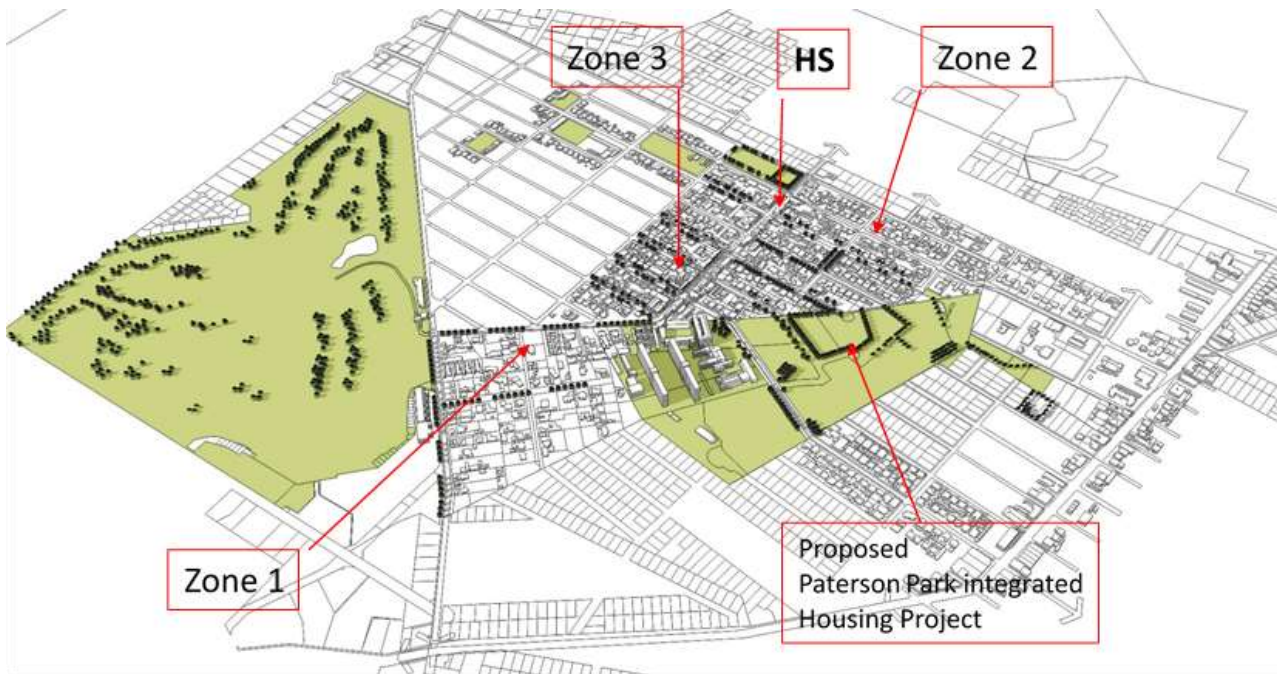 Zone 3
HS
Zone 2
Zone 1
Proposed
Paterson Park integrated
Housing Project